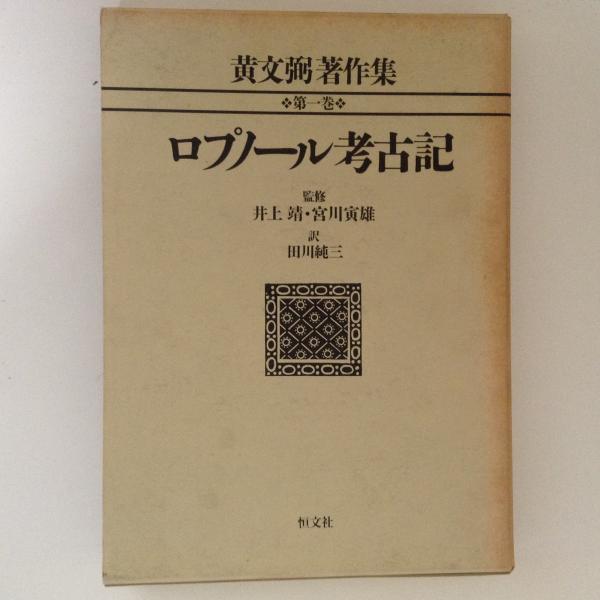 黄文弼著作集
❖第一巻❖
ロプノール考古記
監修
井上靖・宮川寅雄
訳
田川純三
恒文社